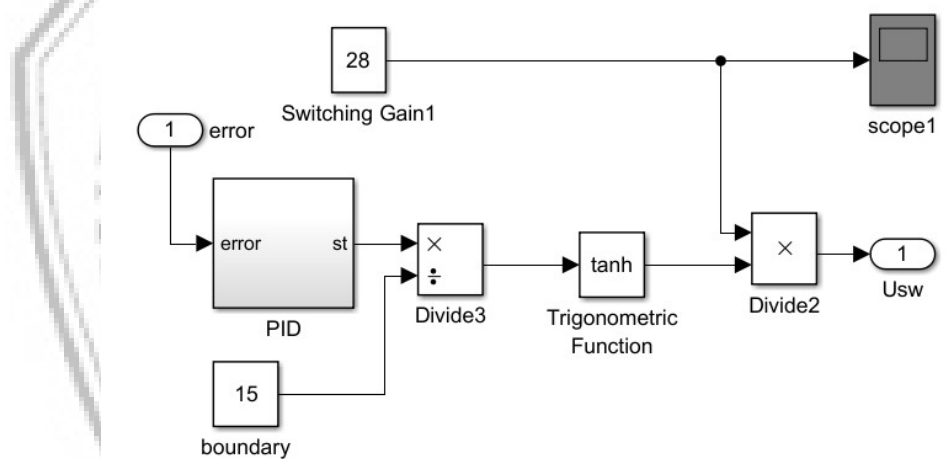 28
Switching Gain1
scope1
1
error
error
st
PID
×
÷
Divide3
tanh
Trigonometric
Function
×
Divide2
1
Usw
15
boundary